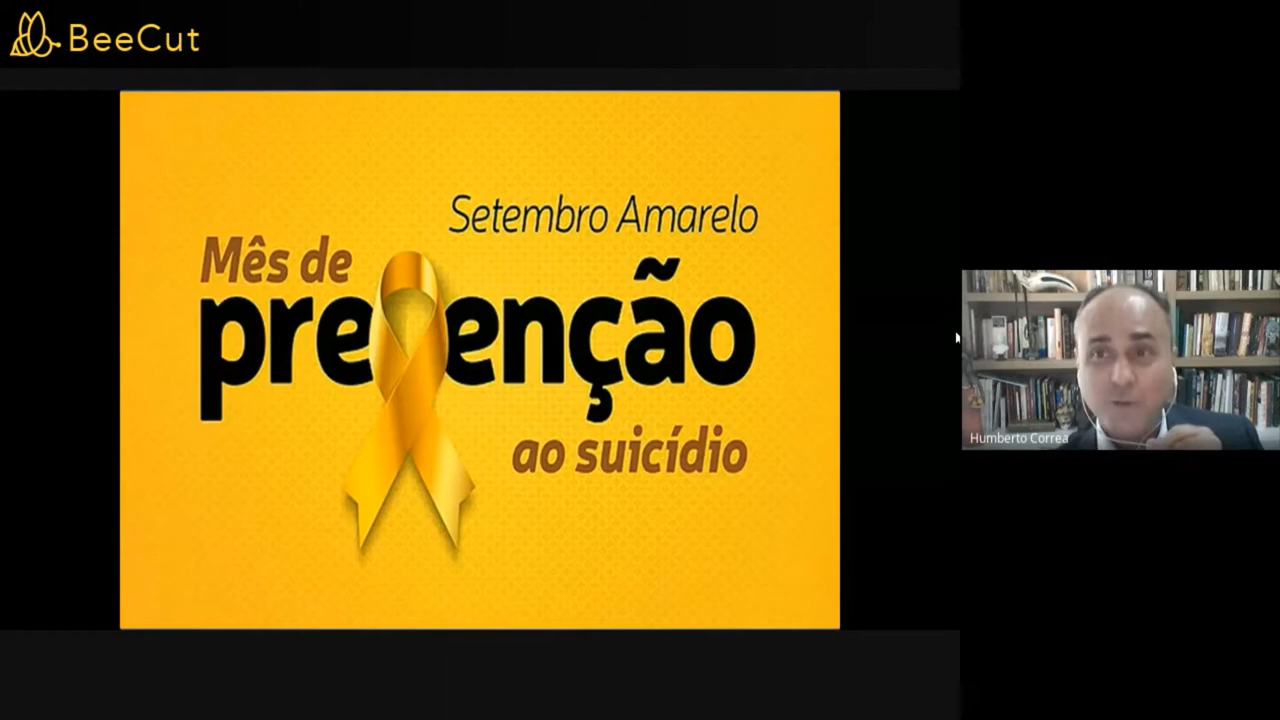 BeeCut
Setembro Amarelo
Mês de
prevenção
ao suicídio
Humberto Correa